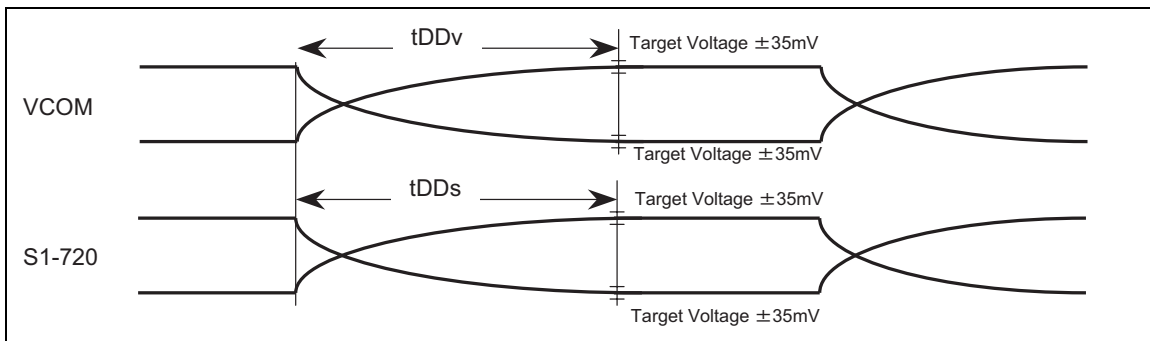 tDDv
Target Voltage ±35mV
VCOM
Target Voltage ±35mV
tDDs
Target Voltage ±35mV
S1-720
Target Voltage ±35mV